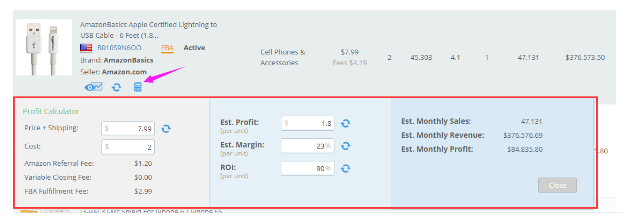 AmazonBasics Apple Certified Lightning to
USB Cable - 6 Feet (1.8...
B010S9N6OO FBA Active
Brand: AmazonBasics
Seller: Amazon.com
Cell Phones &
Accessories
$7.99
Fees $4.19
2 45,303 4.1 1 47,131 $376,573.50
Profit Calculator
Price + Shipping: $ 7.99
Cost: $ 2
Amazon Referral Fee: $1.20
Variable Closing Fee: $0.00
FBA Fulfillment Fee: $2.99
Est. Profit: $ 1.8
(per unit)
Est. Margin: 23%
(per unit)
ROI: 90%
(per unit)
Est. Monthly Sales: 47,131
Est. Monthly Revenue: $376,576.69
Est. Monthly Profit: $84,835.80
Close
1.80